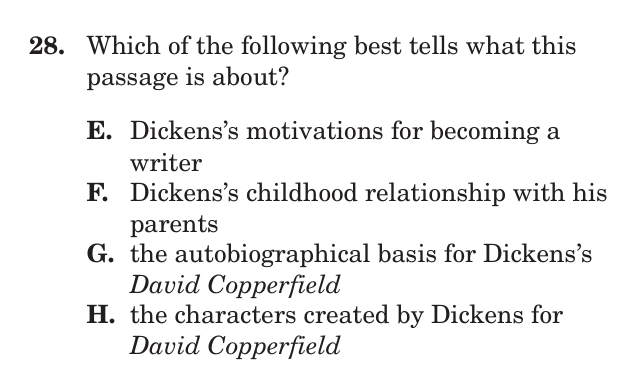 28. Which of the following best tells what this
passage is about?
E. Dickens's motivations for becoming a
writer
F. Dickens's childhood relationship with his
parents
G. the autobiographical basis for Dickens's
David Copperfield
H. the characters created by Dickens for
David Copperfield